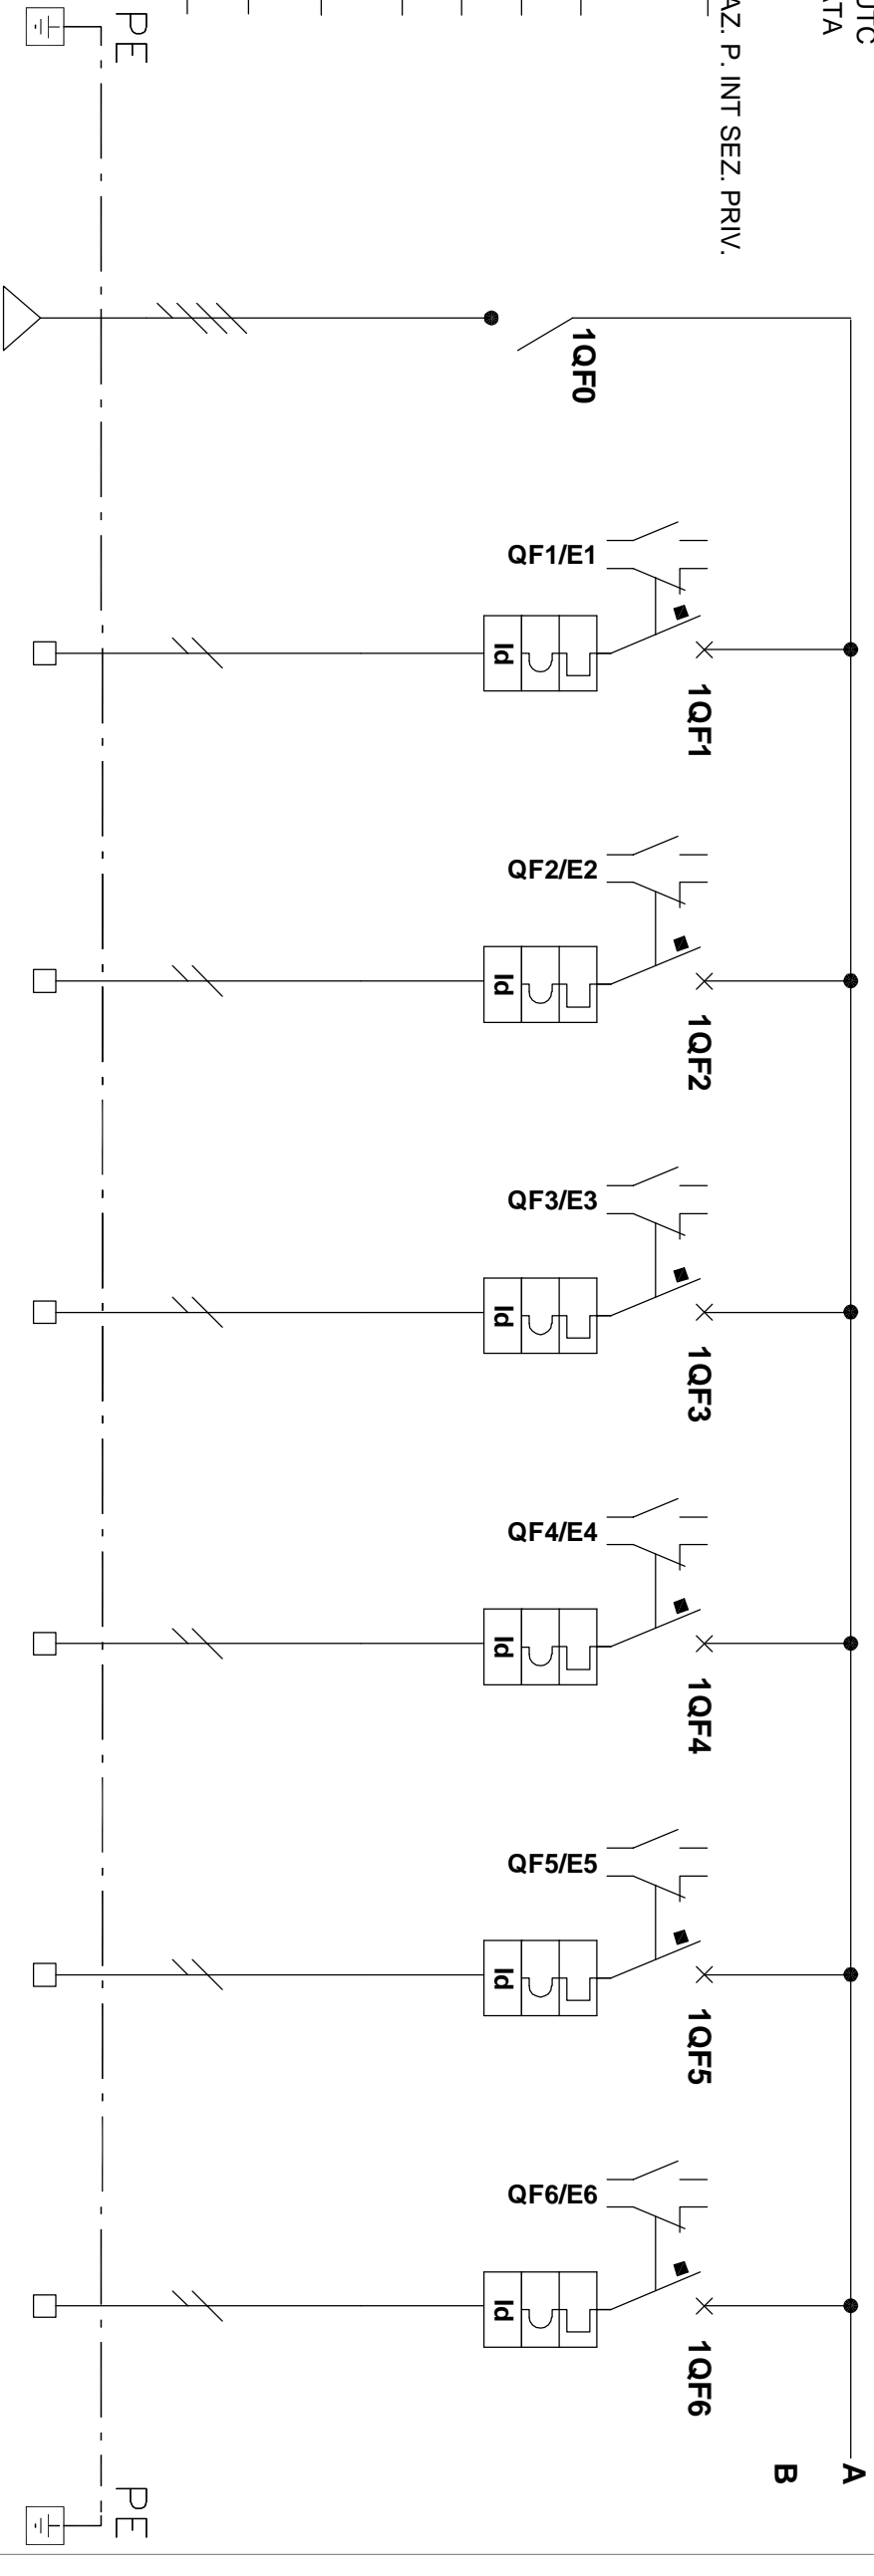 UTC
ATA
AZ. P. INT SEZ. PRIV.
PE
1QF0
QF1/E1
Id
1QF1
QF2/E2
Id
1QF2
QF3/E3
Id
1QF3
QF4/E4
Id
1QF4
QF5/E5
Id
1QF5
QF6/E6
Id
1QF6
A
B
PE